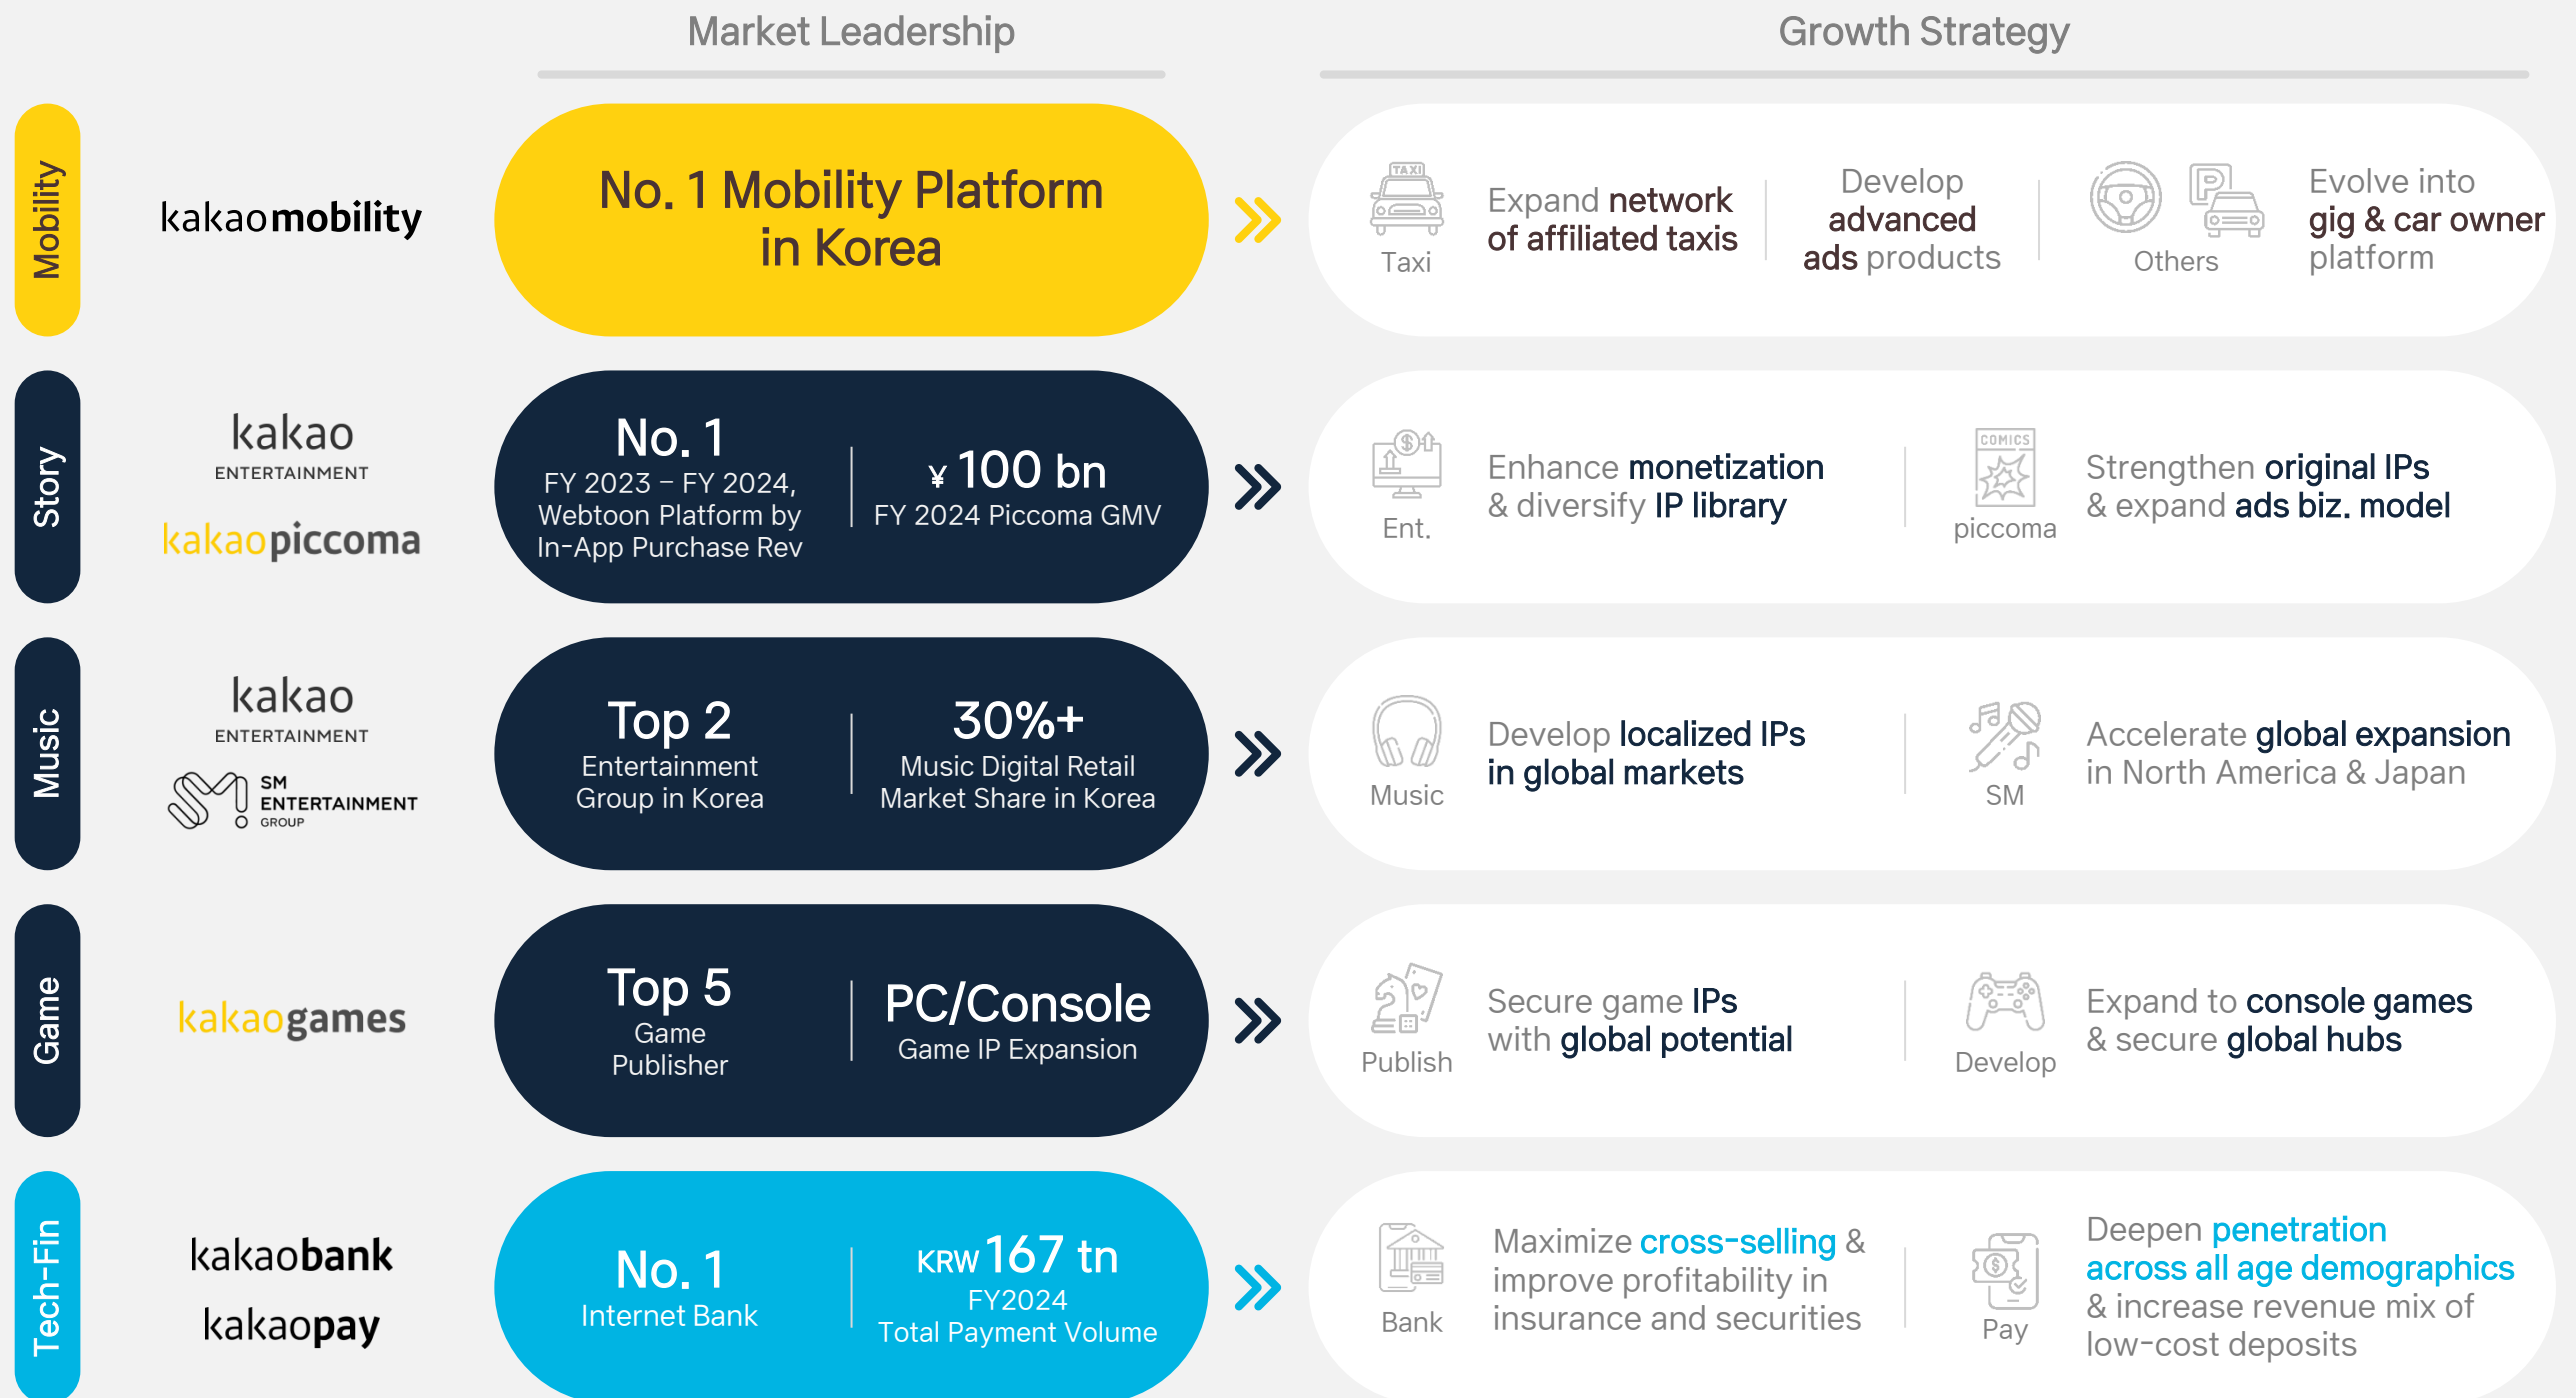 Market Leadership
Growth Strategy
Mobility
kakaomobility
No. 1 Mobility Platform
in Korea
TAXI
Taxi
Expand network
of affiliated taxis
Develop
advanced
ads products
P
Others
Evolve into
gig & car owner
platform
Story
kakao
ENTERTAINMENT
kakaopiccoma
No. 1
FY 2023 – FY 2024,
Webtoon Platform by
In-App Purchase Rev
¥ 100 bn
FY 2024 Piccoma GMV
$
Ent.
Enhance monetization
& diversify IP library
COMICS
piccoma
Strengthen original IPs
& expand ads biz. model
Music
kakao
ENTERTAINMENT
SM
ENTERTAINMENT
GROUP
Top 2
Entertainment
Group in Korea
30%+
Music Digital Retail
Market Share in Korea
Music
Develop localized IPs
in global markets
SM
Accelerate global expansion
in North America & Japan
Game
kakaogames
Top 5
Game
Publisher
PC/Console
Game IP Expansion
Publish
Secure game IPs
with global potential
Develop
Expand to console games
& secure global hubs
Tech-Fin
kakaobank
kakaopay
No. 1
Internet Bank
KRW 167 tn
FY2024
Total Payment Volume
Bank
Maximize cross-selling &
improve profitability in
insurance and securities
$
Pay
Deepen penetration
across all age demographics
& increase revenue mix of
low-cost deposits